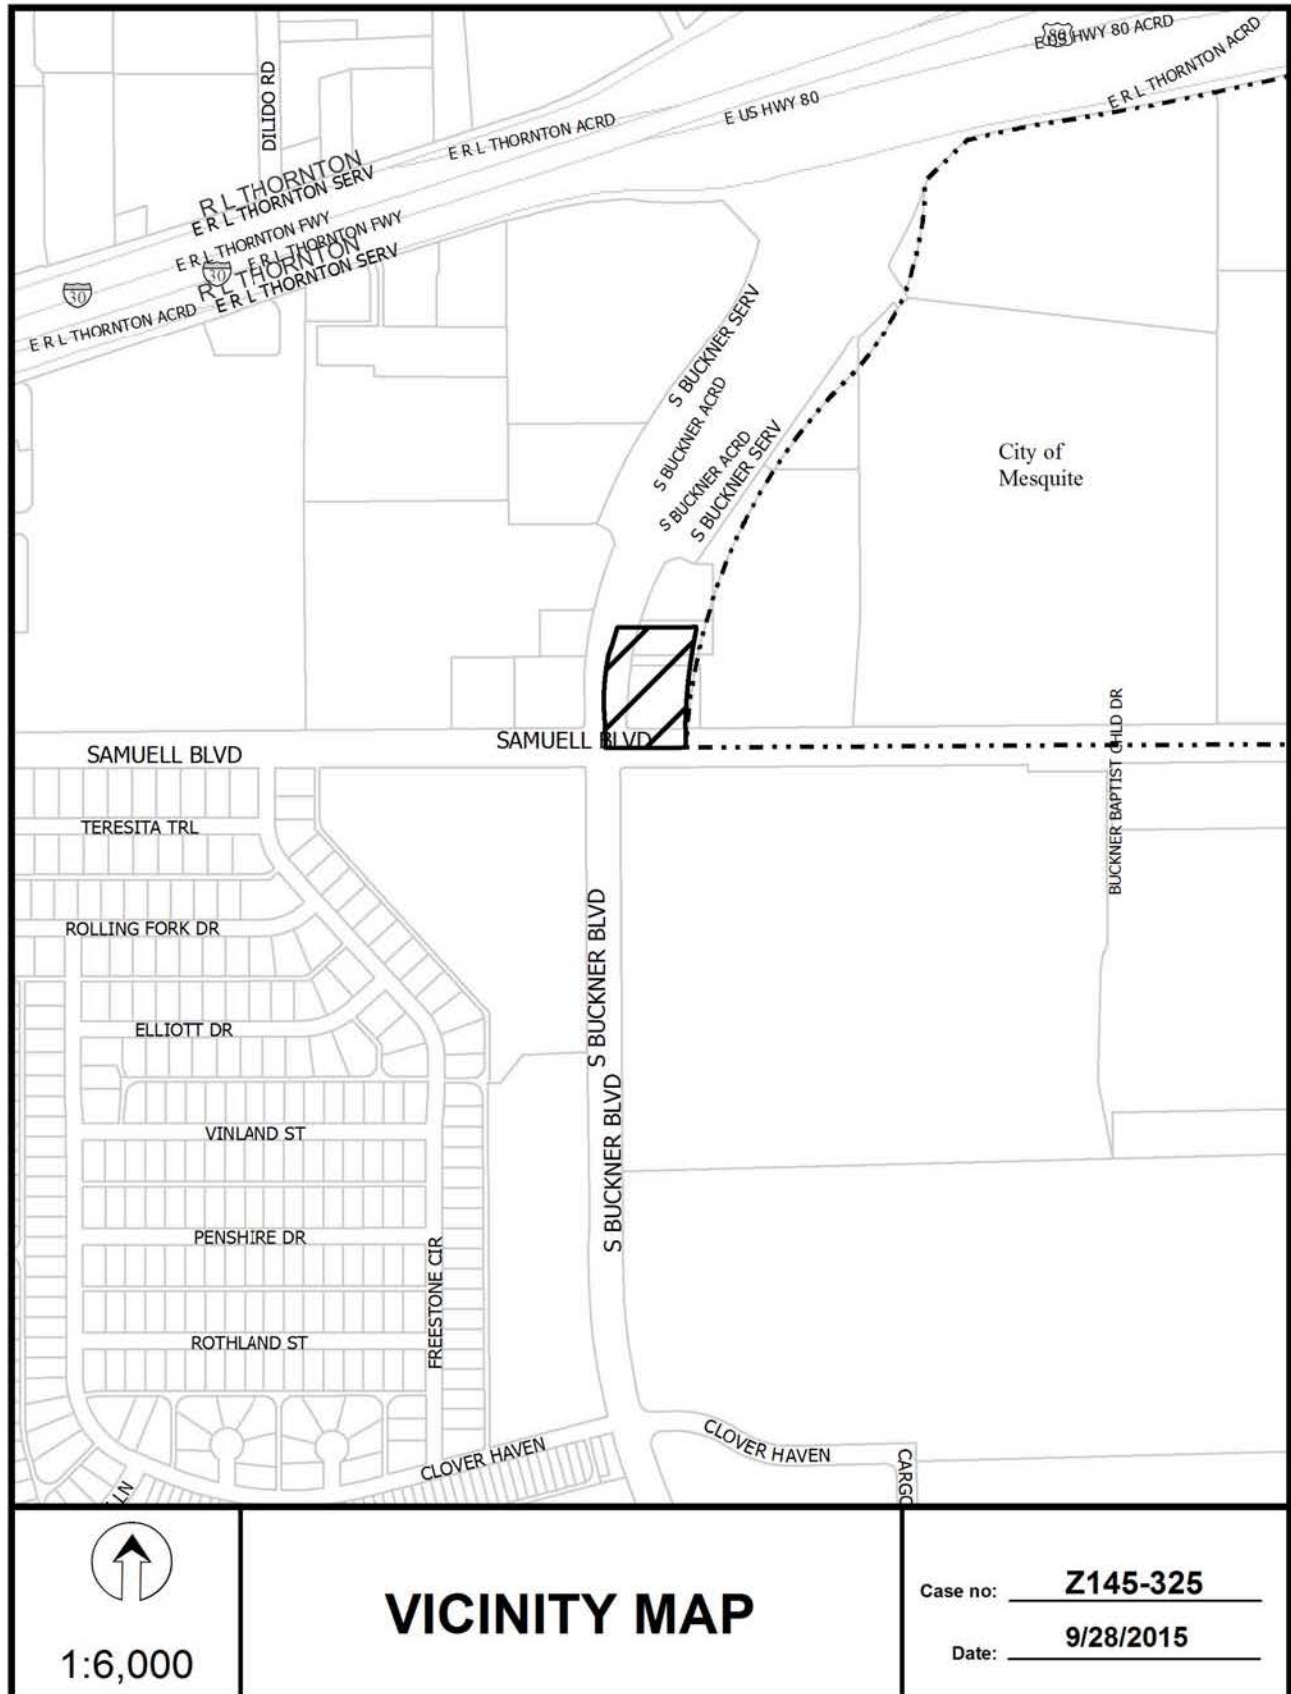 E US HWY 80 ACRD
80
E R L THORNTON ACRD
E US HWY 80
DILIDO RD
E R L THORNTON ACRD
R L THORNTON
E R L THORNTON SERV
E R L THORNTON FWY
E R L THORNTON FWY
30
R L THORNTON
E R L THORNTON SERV
30
E R L THORNTON ACRD
S BUCKNER SERV
S BUCKNER ACRD
S BUCKNER ACRD
S BUCKNER SERV
City of
Mesquite
SAMUELL BLVD
SAMUELL BLVD
BUCKNER BAPTIST CHLD DR
TERESITA TRL
ROLLING FORK DR
S BUCKNER BLVD
ELLIOTT DR
S BUCKNER BLVD
VINLAND ST
PENSHIRE DR
FREESTONE CIR
ROTHLAND ST
CLOVER HAVEN
CLOVER HAVEN
CARGO
LN
1:6,000
VICINITY MAP
Case no: Z145-325
Date: 9/28/2015